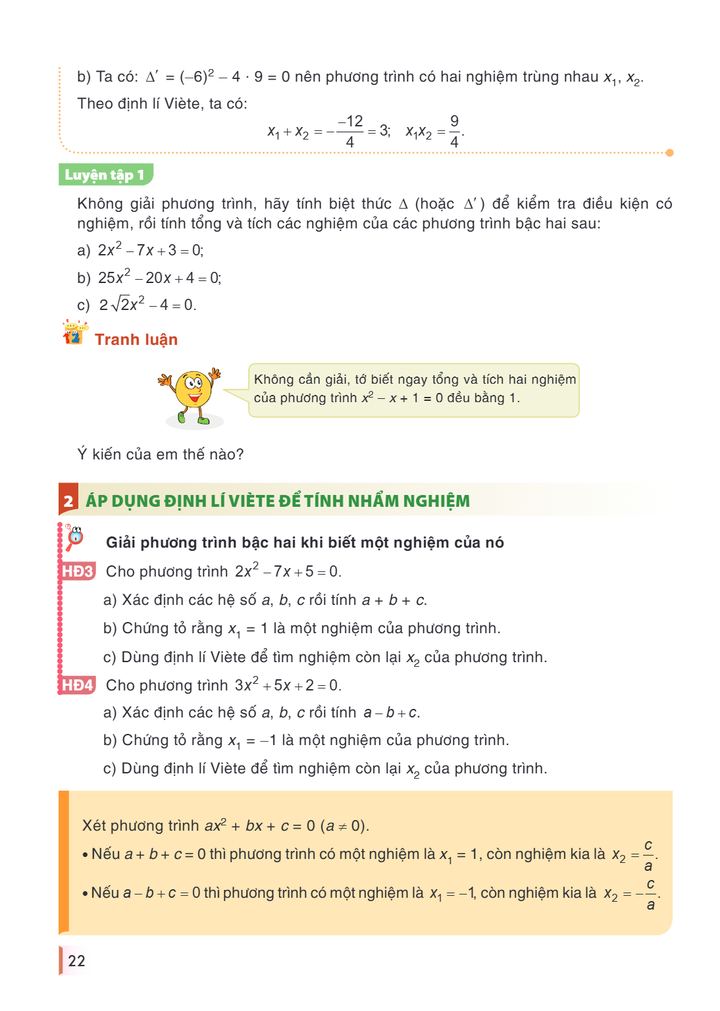 b) Ta có: Δ′ = (–6)² – 4 · 9 = 0 nên phương trình có hai nghiệm trùng nhau x₁, x₂.
Theo định lí Viète, ta có:
x₁ + x₂ = −(−12/4) = 3; x₁x₂ = 9/4.
Luyện tập 1
Không giải phương trình, hãy tính biệt thức Δ (hoặc Δ′) để kiểm tra điều kiện có
nghiệm, rồi tính tổng và tích các nghiệm của các phương trình bậc hai sau:
a) 2x² − 7x + 3 = 0;
b) 25x² − 20x + 4 = 0;
c) 2√2x² − 4 = 0.
Tranh luận
Không cần giải, tớ biết ngay tổng và tích hai nghiệm
của phương trình x² – x + 1 = 0 đều bằng 1.
Ý kiến của em thế nào?
2 ÁP DỤNG ĐỊNH LÍ VIÈTE ĐỂ TÍNH NHẨM NGHIỆM
Giải phương trình bậc hai khi biết một nghiệm của nó
HĐ3 Cho phương trình 2x² − 7x + 5 = 0.
a) Xác định các hệ số a, b, c rồi tính a + b + c.
b) Chứng tỏ rằng x₁ = 1 là một nghiệm của phương trình.
c) Dùng định lí Viète để tìm nghiệm còn lại x₂ của phương trình.
HĐ4 Cho phương trình 3x² + 5x + 2 = 0.
a) Xác định các hệ số a, b, c rồi tính a − b + c.
b) Chứng tỏ rằng x₁ = −1 là một nghiệm của phương trình.
c) Dùng định lí Viète để tìm nghiệm còn lại x₂ của phương trình.
Xét phương trình ax² + bx + c = 0 (a ≠ 0).
• Nếu a + b + c = 0 thì phương trình có một nghiệm là x₁ = 1, còn nghiệm kia là x₂ = c/a.
• Nếu a − b + c = 0 thì phương trình có một nghiệm là x₁ = −1, còn nghiệm kia là x₂ = −c/a.
22